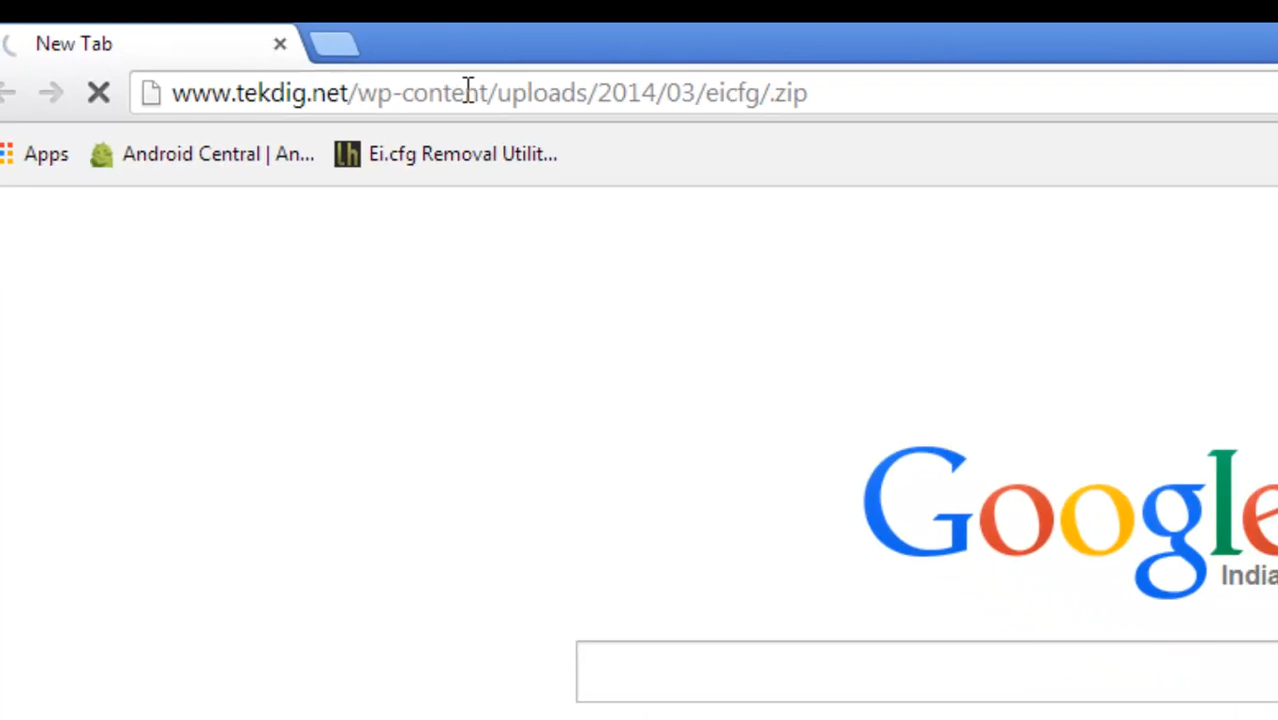 New Tab
www.tekdig.net/wp-content/uploads/2014/03/eicfg/.zip
Apps Android Central | An... Ei.cfg Removal Utilit...
Google
India